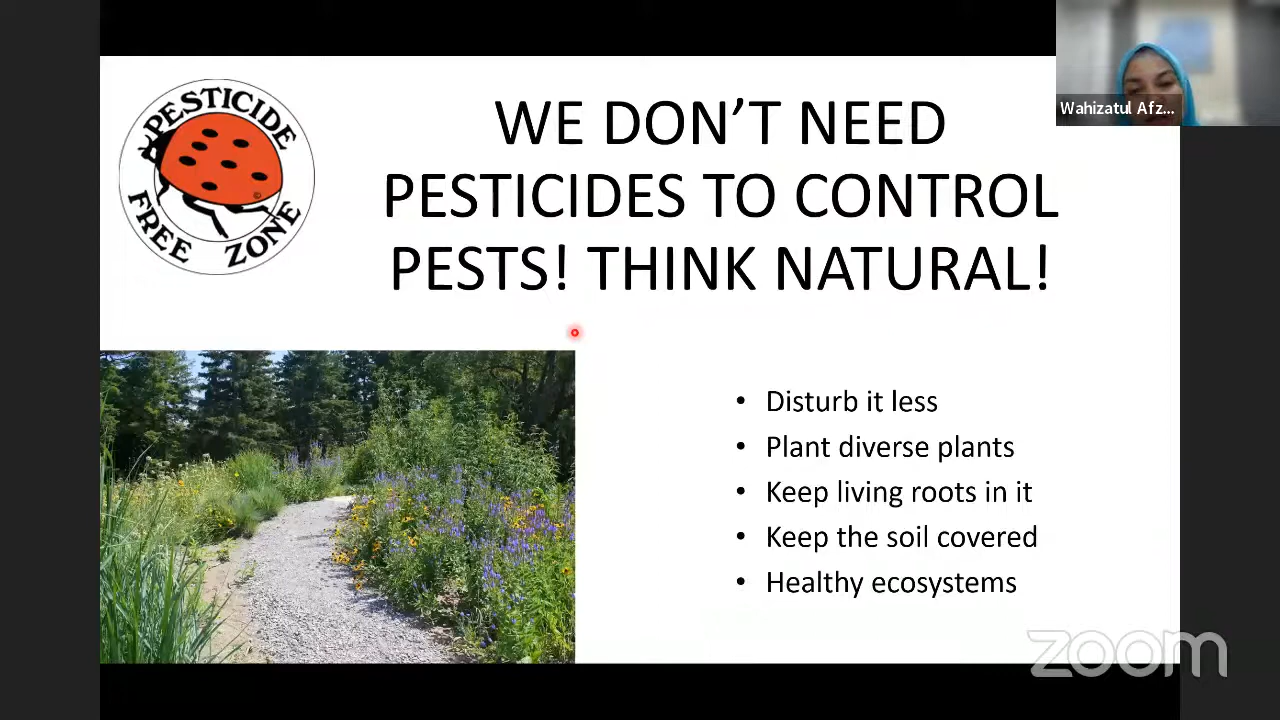 PESTICIDE
FREE ZONE
WE DON'T NEED
PESTICIDES TO CONTROL
PESTS! THINK NATURAL!
Wahizatul Afz...
• Disturb it less
• Plant diverse plants
• Keep living roots in it
• Keep the soil covered
• Healthy ecosystems
zoom